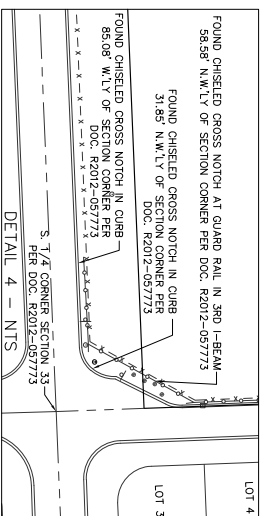 FOUND CHISELED CROSS NOTCH AT GUARD RAIL IN 3RD I-BEAM
58.58' N.W'LY OF SECTION CORNER PER DOC. R2012-057773
FOUND CHISELED CROSS NOTCH IN CURB
31.85' N.W'LY OF SECTION CORNER PER
DOC. R2012-057773
FOUND CHISELED CROSS NOTCH IN CURB
85.08' W'LY OF SECTION CORNER PER
DOC. R2012-057773
S. 1/4 CORNER SECTION 33
PER DOC. R2012-057773
DETAIL 4 - NTS
LOT 4
LOT 3